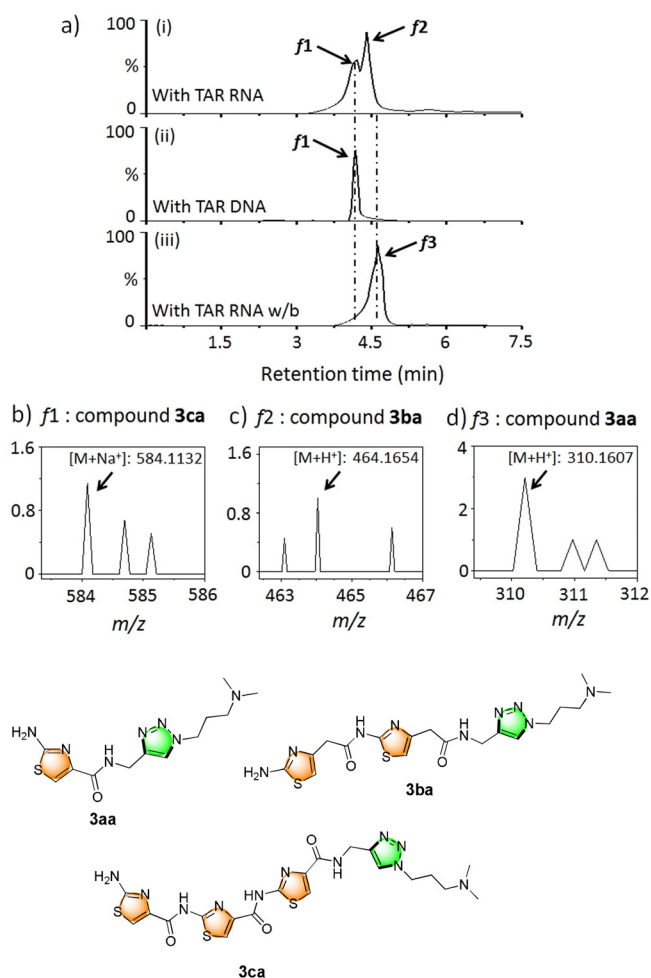 a)
100
%
0
(i)
f1
f2
With TAR RNA
100
%
0
(ii)
f1
With TAR DNA
100
%
0
(iii)
f3
With TAR RNA w/b
1.5 3 4.5 6 7.5
Retention time (min)
b) f1 : compound 3ca
[M+Na⁺]: 584.1132
1.6
0.8
0
584 585 586
m/z
c) f2 : compound 3ba
[M+H⁺]: 464.1654
1.6
0.8
0
463 465 467
m/z
d) f3 : compound 3aa
[M+H⁺]: 310.1607
4
2
0
310 311 312
m/z
H₂N
N
S
O
H
N
N
N
N
N
3aa
H₂N
N
S
O
H
N
N
S
O
H
N
N
N
N
N
3ba
H₂N
N
S
O
H
N
N
S
O
H
N
N
S
O
H
N
N
N
N
N
3ca